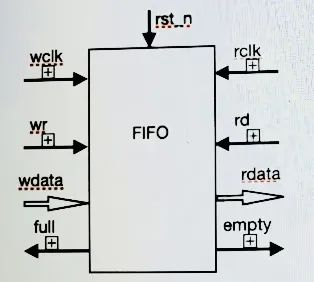 rst_n
wclk
rclk
wr
FIFO
rd
wdata
rdata
full
empty